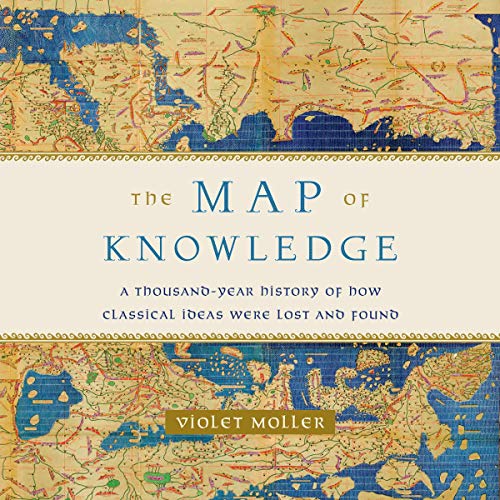 THE MAP OF
KNOWLEDGE
A THOUSAND-YEAR HISTORY OF HOW
CLASSICAL IDEAS WERE LOST AND FOUND
VIOLET MOLLER